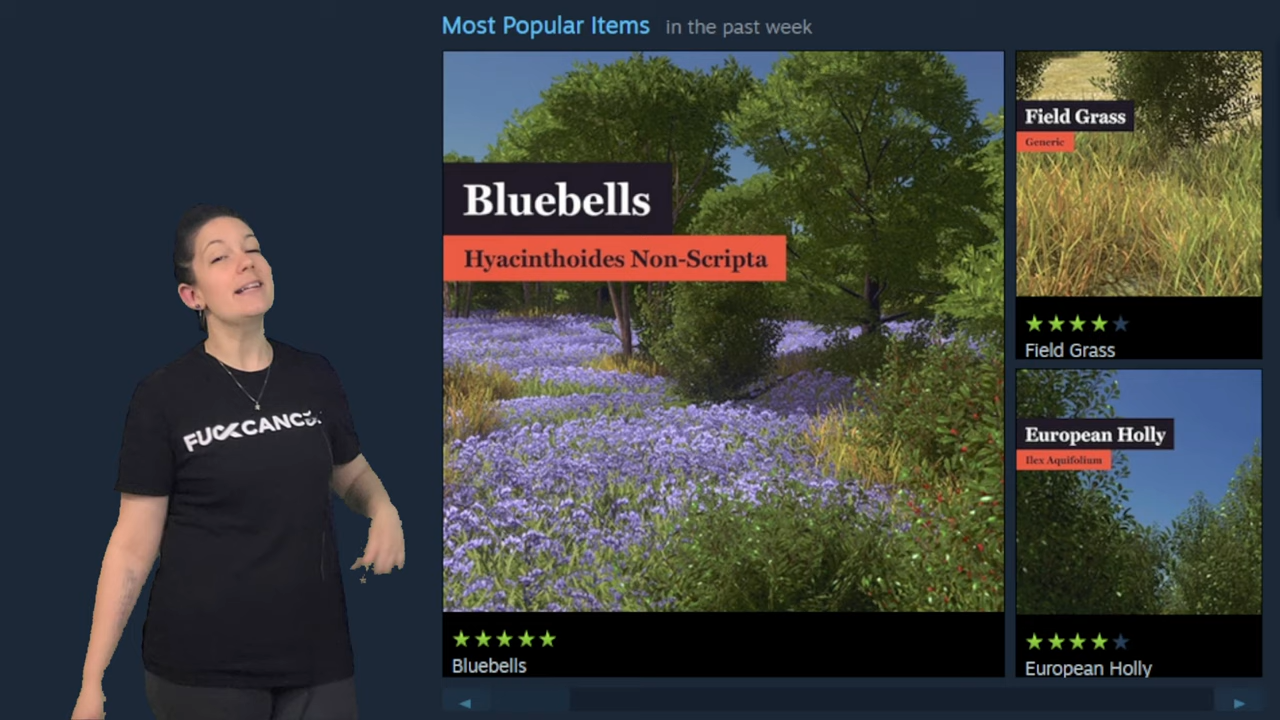 Most Popular Items in the past week
Bluebells
Hyacinthoides Non-Scripta
Bluebells
Field Grass
Generic
Field Grass
European Holly
Ilex Aquifolium
European Holly
FUCKCANCER